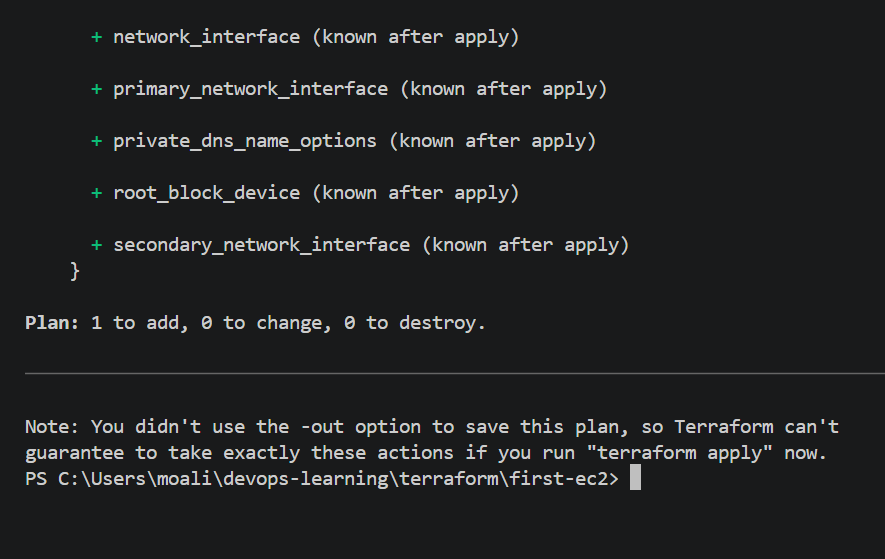 + network_interface (known after apply)
+ primary_network_interface (known after apply)
+ private_dns_name_options (known after apply)
+ root_block_device (known after apply)
+ secondary_network_interface (known after apply)
}
Plan: 1 to add, 0 to change, 0 to destroy.
Note: You didn't use the -out option to save this plan, so Terraform can't
guarantee to take exactly these actions if you run "terraform apply" now.
PS C:\Users\moali\devops-learning\terraform\first-ec2>